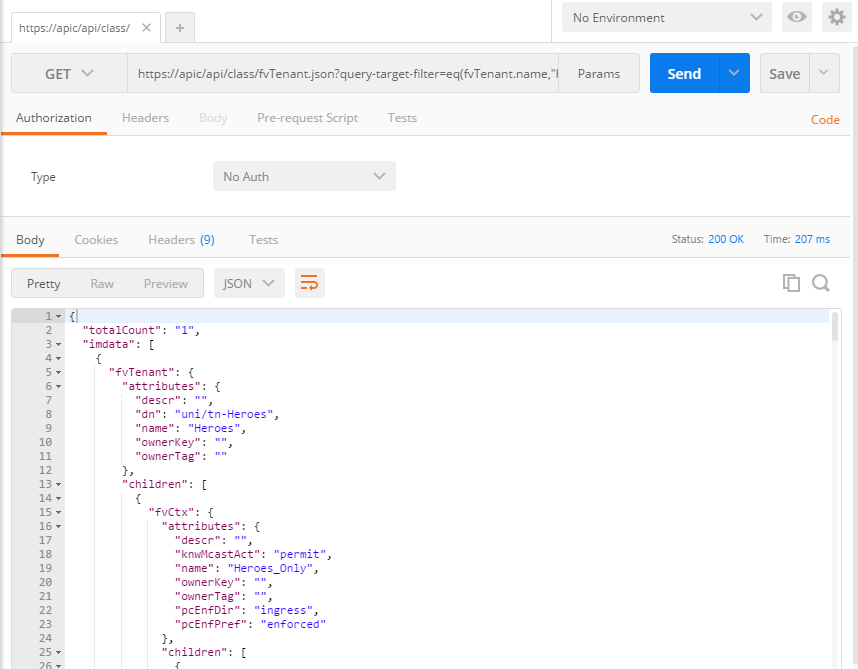 https://apic/api/class/ × +
No Environment
GET https://apic/api/class/fvTenant.json?query-target-filter=eq(fvTenant.name,"H Params Send Save
Authorization Headers Body Pre-request Script Tests Code
Type No Auth
Body Cookies Headers (9) Tests Status: 200 OK Time: 207 ms
Pretty Raw Preview JSON
1 {
2 "totalCount": "1",
3 "imdata": [
4 {
5 "fvTenant": {
6 "attributes": {
7 "descr": "",
8 "dn": "uni/tn-Heroes",
9 "name": "Heroes",
10 "ownerKey": "",
11 "ownerTag": ""
12 },
13 "children": [
14 {
15 "fvCtx": {
16 "attributes": {
17 "descr": "",
18 "knwMcastAct": "permit",
19 "name": "Heroes_Only",
20 "ownerKey": "",
21 "ownerTag": "",
22 "pcEnfDir": "ingress",
23 "pcEnfPref": "enforced"
24 },
25 "children": [
26 {